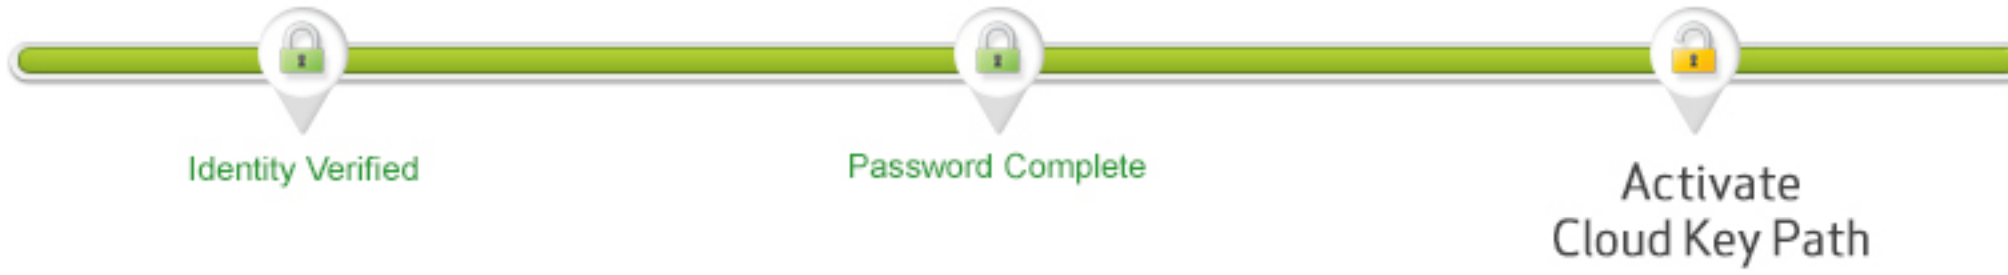 Identity Verified
Password Complete
Activate
Cloud Key Path